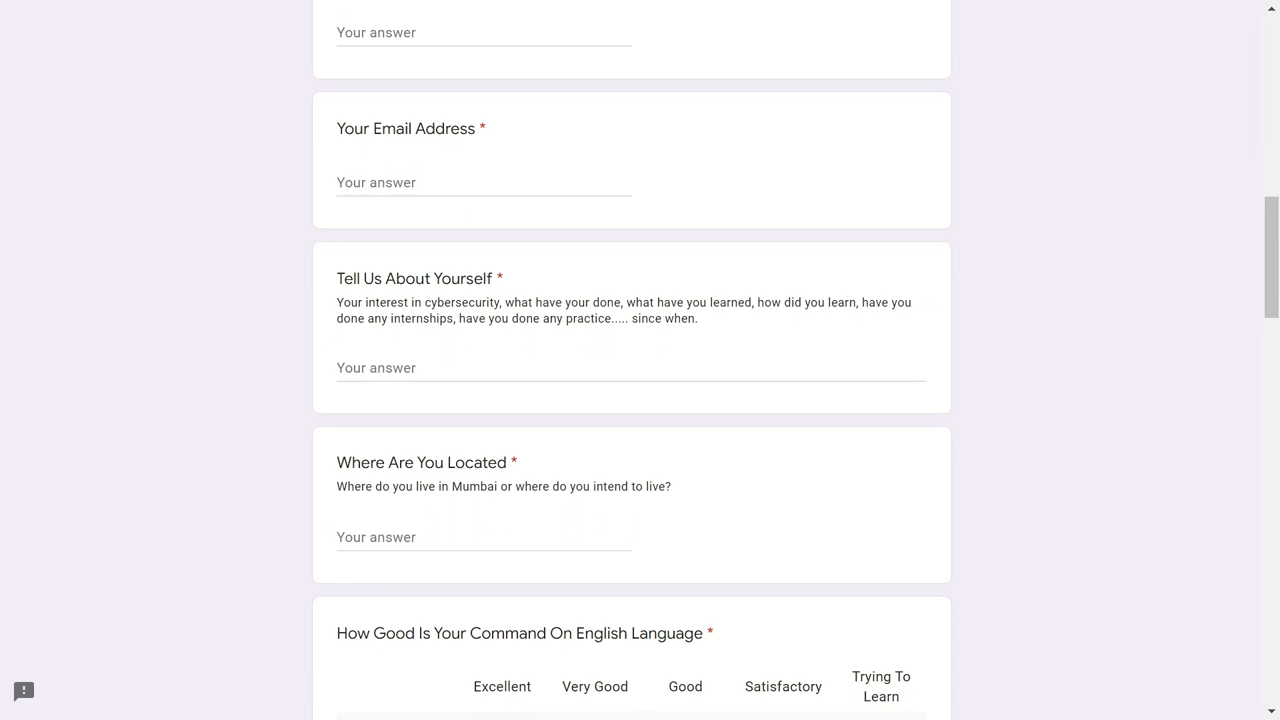 Your answer
Your Email Address *
Your answer
Tell Us About Yourself *
Your interest in cybersecurity, what have your done, what have you learned, how did you learn, have you
done any internships, have you done any practice..... since when.
Your answer
Where Are You Located *
Where do you live in Mumbai or where do you intend to live?
Your answer
How Good Is Your Command On English Language *
Excellent Very Good Good Satisfactory Trying To
Learn